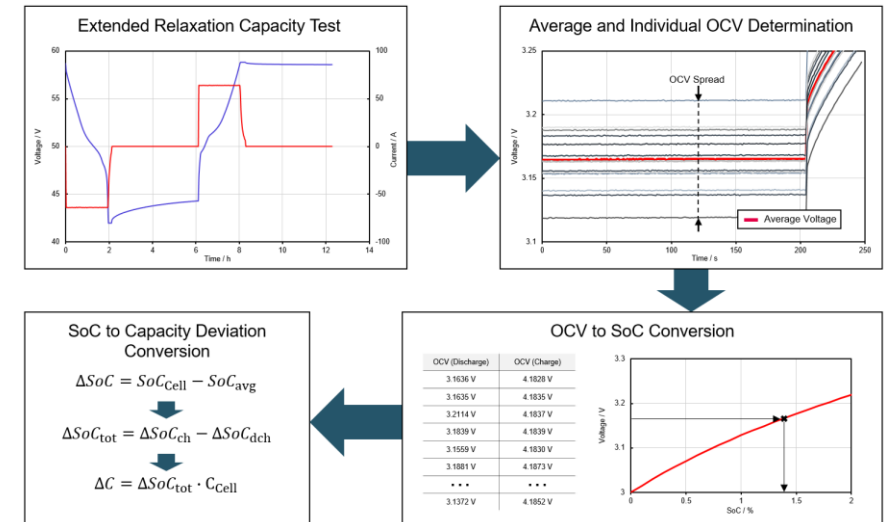 Extended Relaxation Capacity Test
60
55
50
45
40
Voltage / V
100
50
0
-50
-100
Current / A
0 2 4 6 8 10 12 14
Time / h
Average and Individual OCV Determination
3.25
3.2
3.15
3.1
Voltage / V
OCV Spread
Average Voltage
0 50 100 150 200 250
Time / s
SoC to Capacity Deviation
Conversion
ΔSoC = SoC_Cell − SoC_avg
ΔSoC_tot = ΔSoC_ch − ΔSoC_dch
ΔC = ΔSoC_tot · C_Cell
OCV to SoC Conversion
OCV (Discharge) OCV (Charge)
3.1636 V 4.1828 V
3.1635 V 4.1835 V
3.2114 V 4.1837 V
3.1839 V 4.1839 V
3.1559 V 4.1830 V
3.1881 V 4.1873 V
• • • • • •
3.1372 V 4.1852 V
3.3
3.2
3.1
3
Voltage / V
0 0.5 1 1.5 2
SoC / %